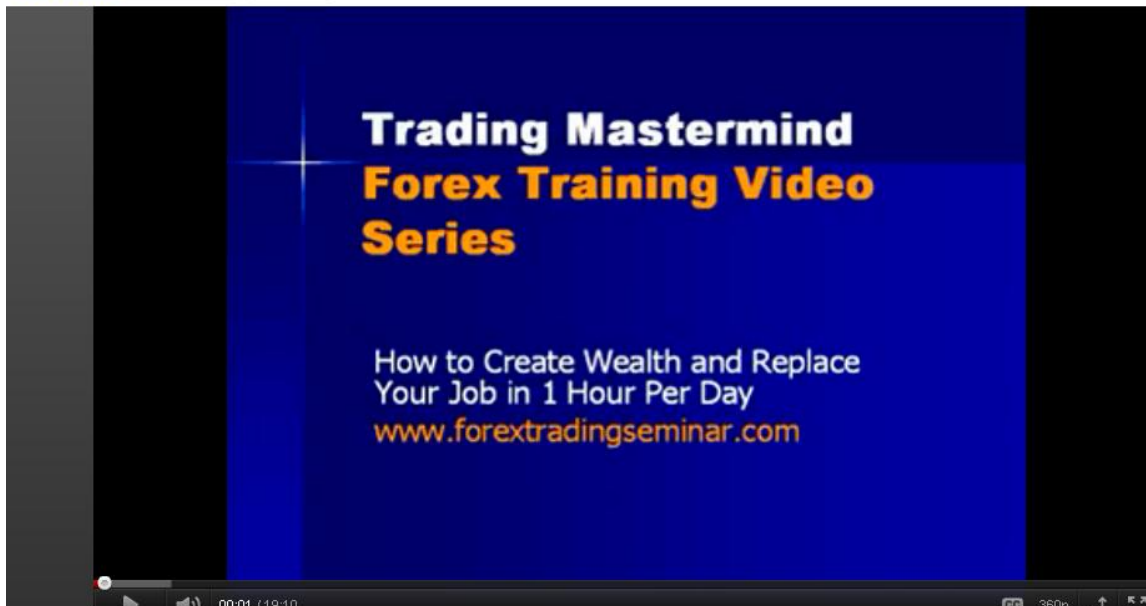 Trading Mastermind
Forex Training Video
Series
How to Create Wealth and Replace
Your Job in 1 Hour Per Day
www.forextradingseminar.com
00:01 / 19:10
CC 360p